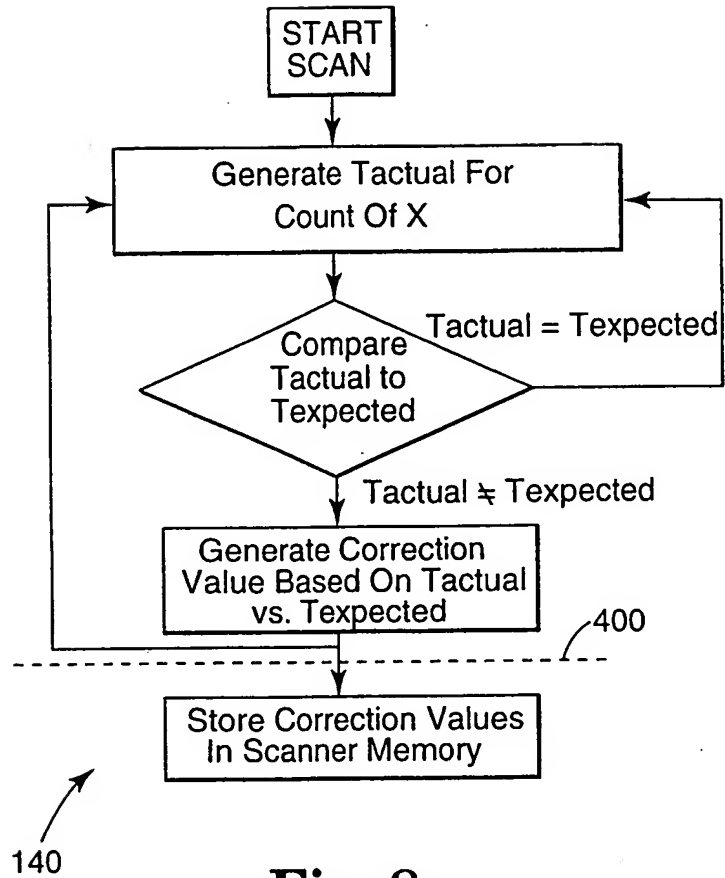 START
SCAN
Generate Tactual For
Count Of X
Tactual = Texpected
Compare
Tactual to
Texpected
Tactual ≠ Texpected
Generate Correction
Value Based On Tactual
vs. Texpected
400
Store Correction Values
In Scanner Memory
140